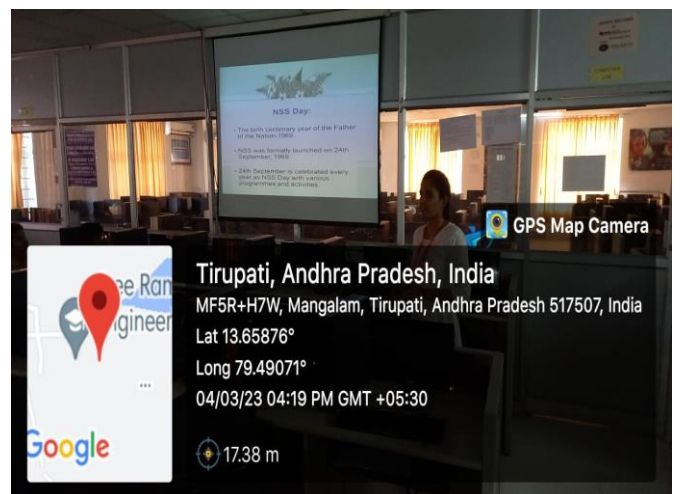 NSS Day:
• The birth centenary year of the Father
of the Nation 1969.
• NSS was formally launched on 24th
September, 1969.
• 24th September is celebrated every
year as NSS Day with various
programmes and activities.
GPS Map Camera
ee Ran
gineer
Google
Tirupati, Andhra Pradesh, India
MF5R+H7W, Mangalam, Tirupati, Andhra Pradesh 517507, India
Lat 13.65876°
Long 79.49071°
04/03/23 04:19 PM GMT +05:30
17.38 m